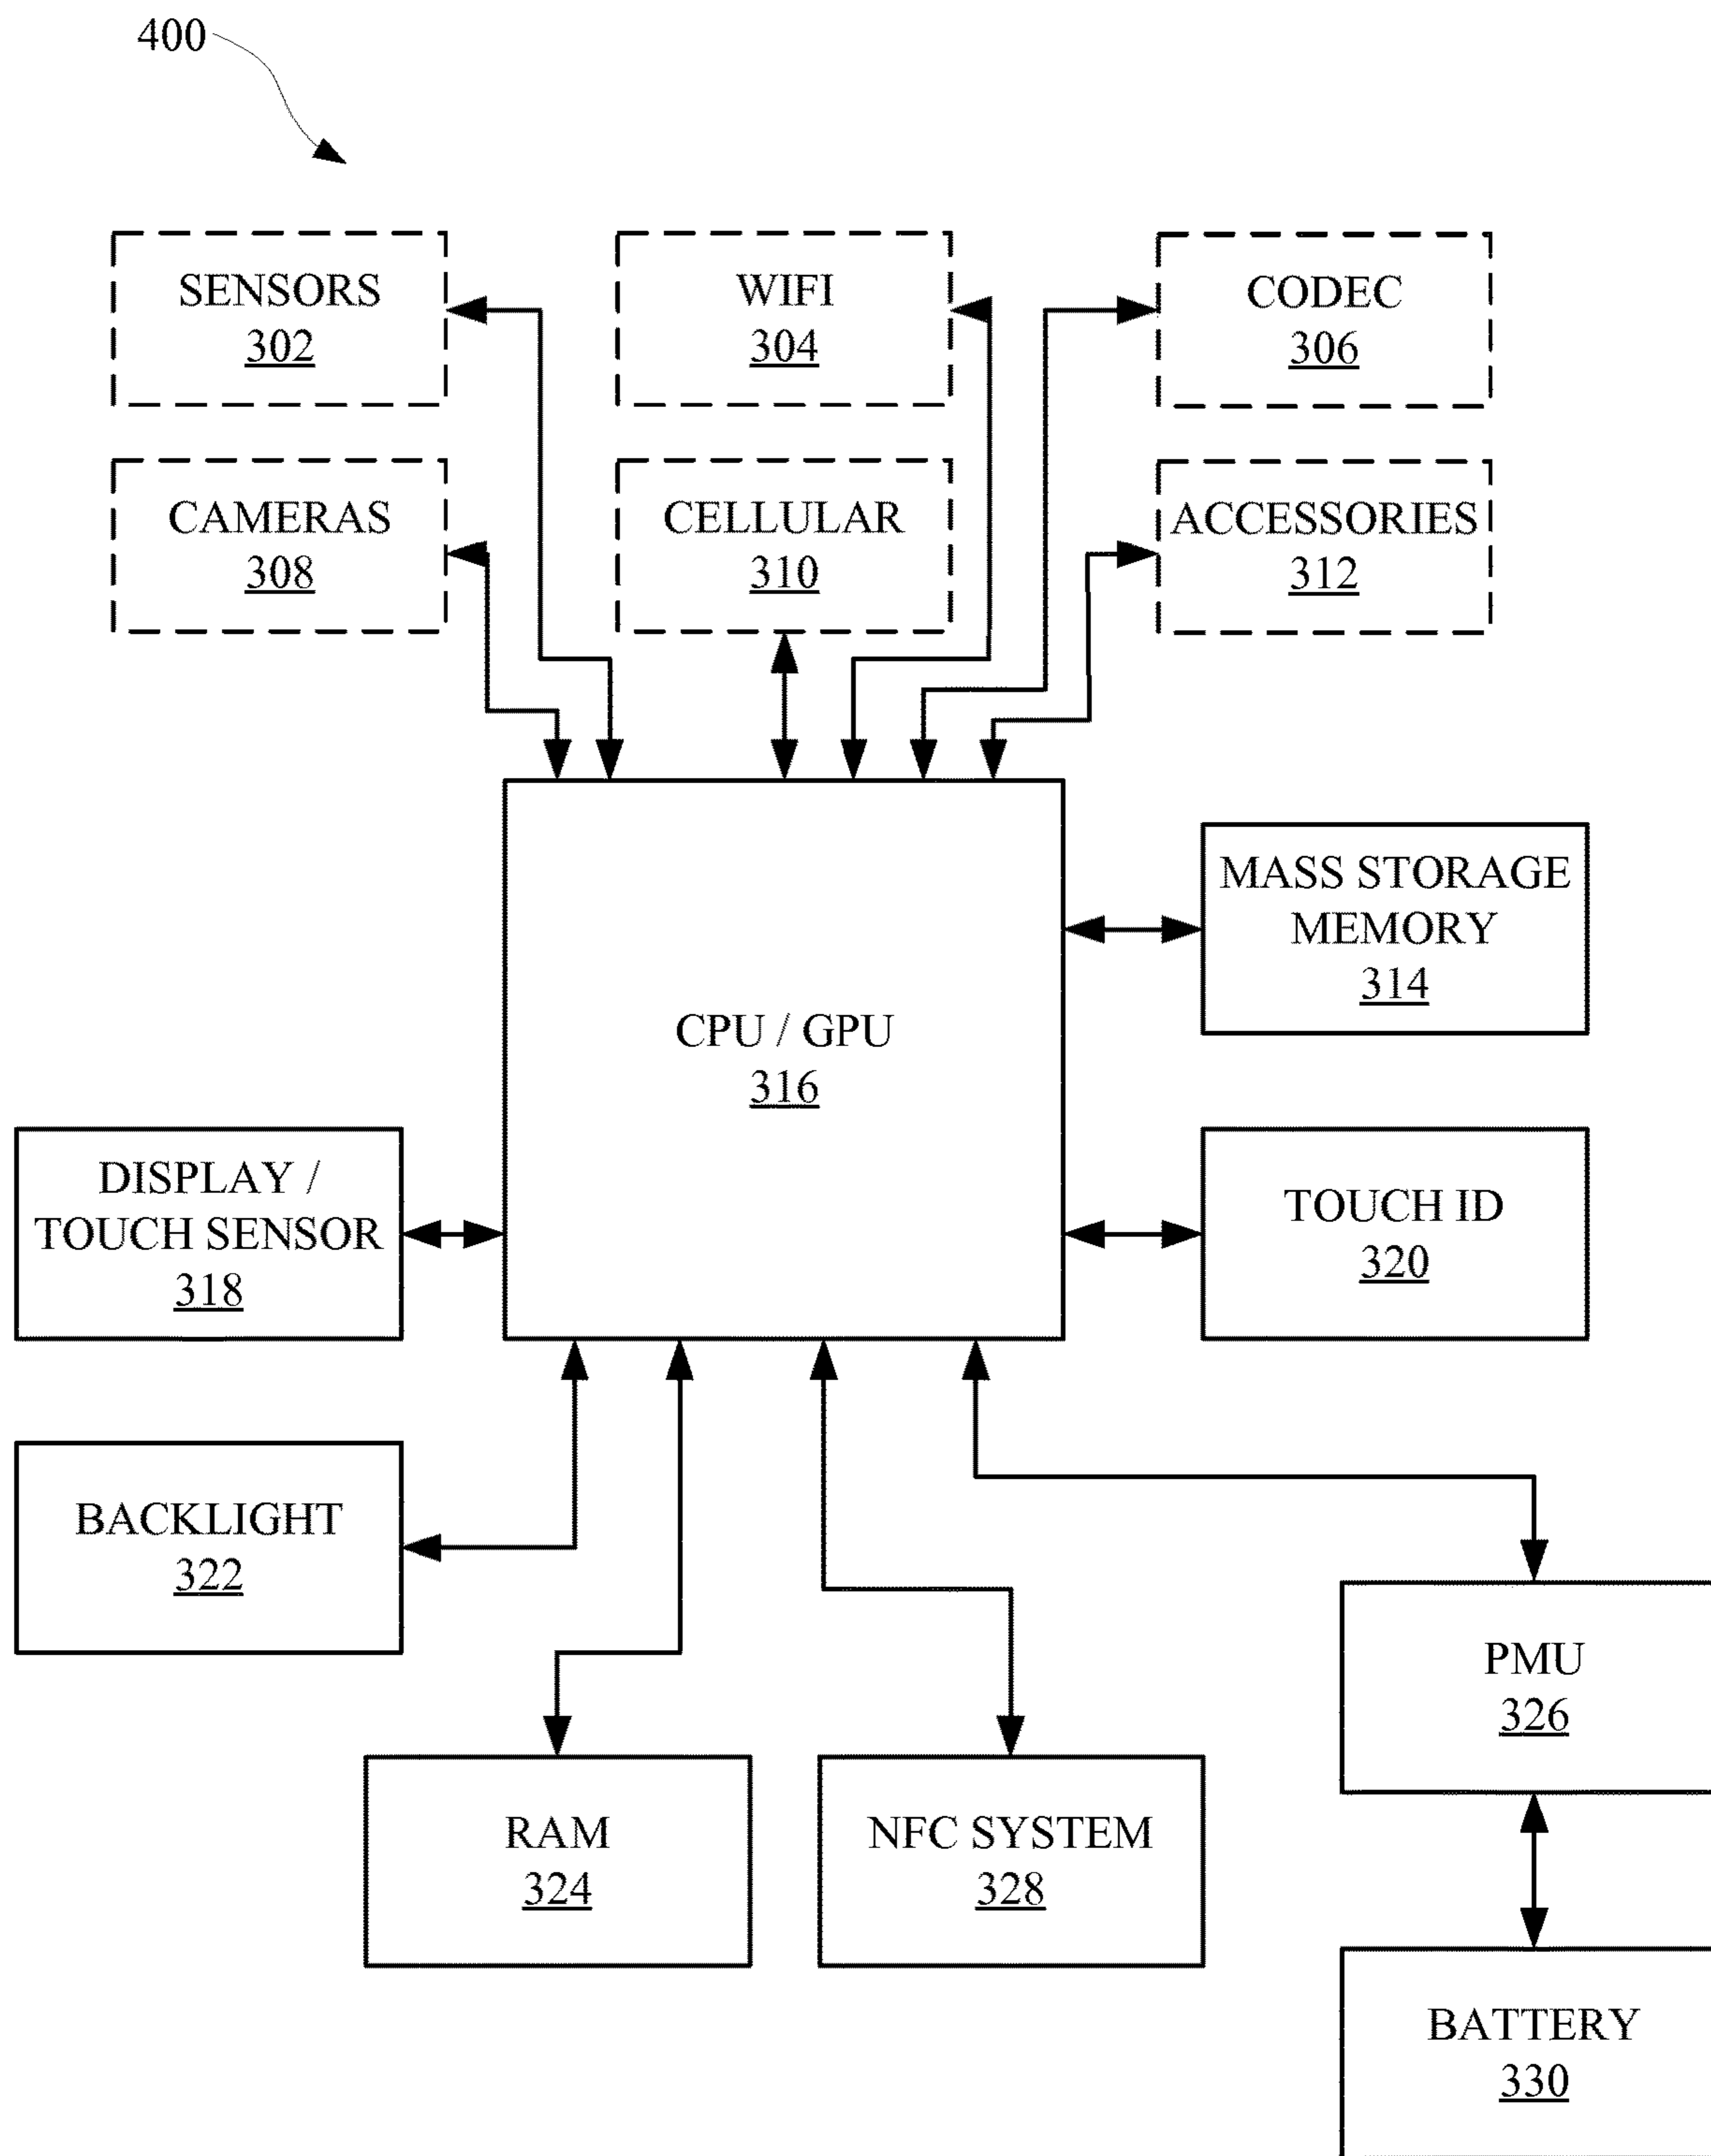 400
SENSORS
302
WIFI
304
CODEC
306
CAMERAS
308
CELLULAR
310
ACCESSORIES
312
MASS STORAGE
MEMORY
314
CPU / GPU
316
DISPLAY /
TOUCH SENSOR
318
TOUCH ID
320
BACKLIGHT
322
PMU
326
RAM
324
NFC SYSTEM
328
BATTERY
330